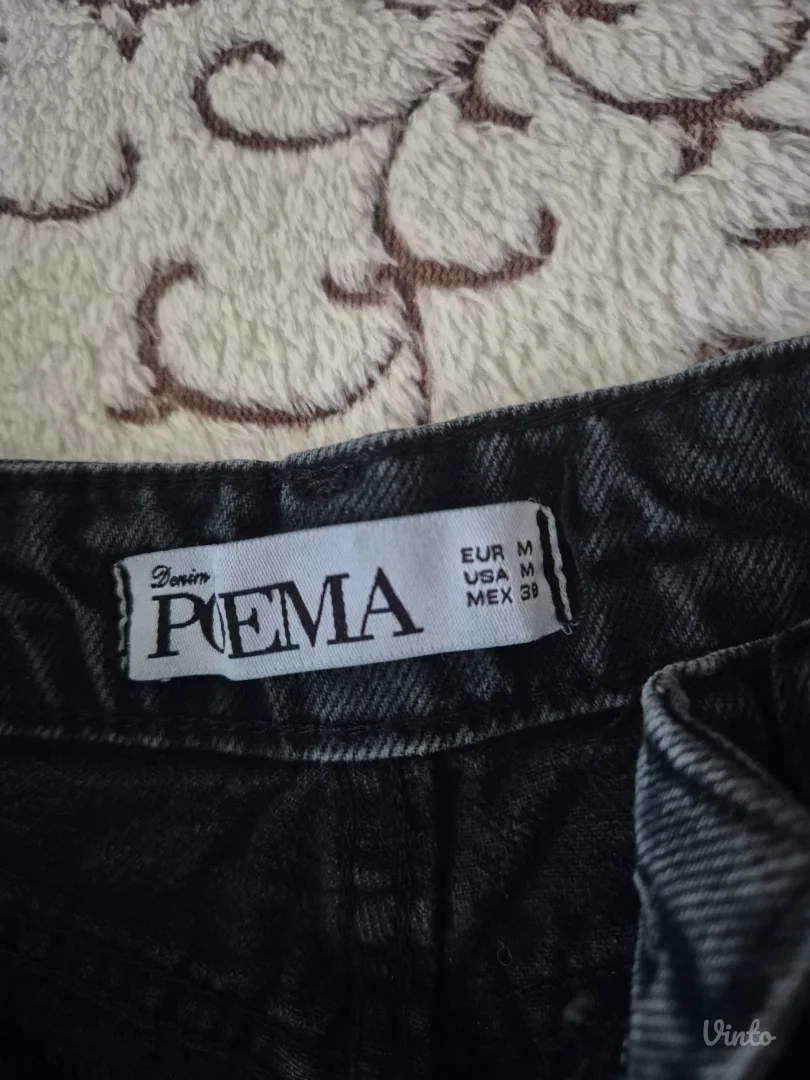 Denim
POEMA
EUR M
USA M
MEX 38
Vinto